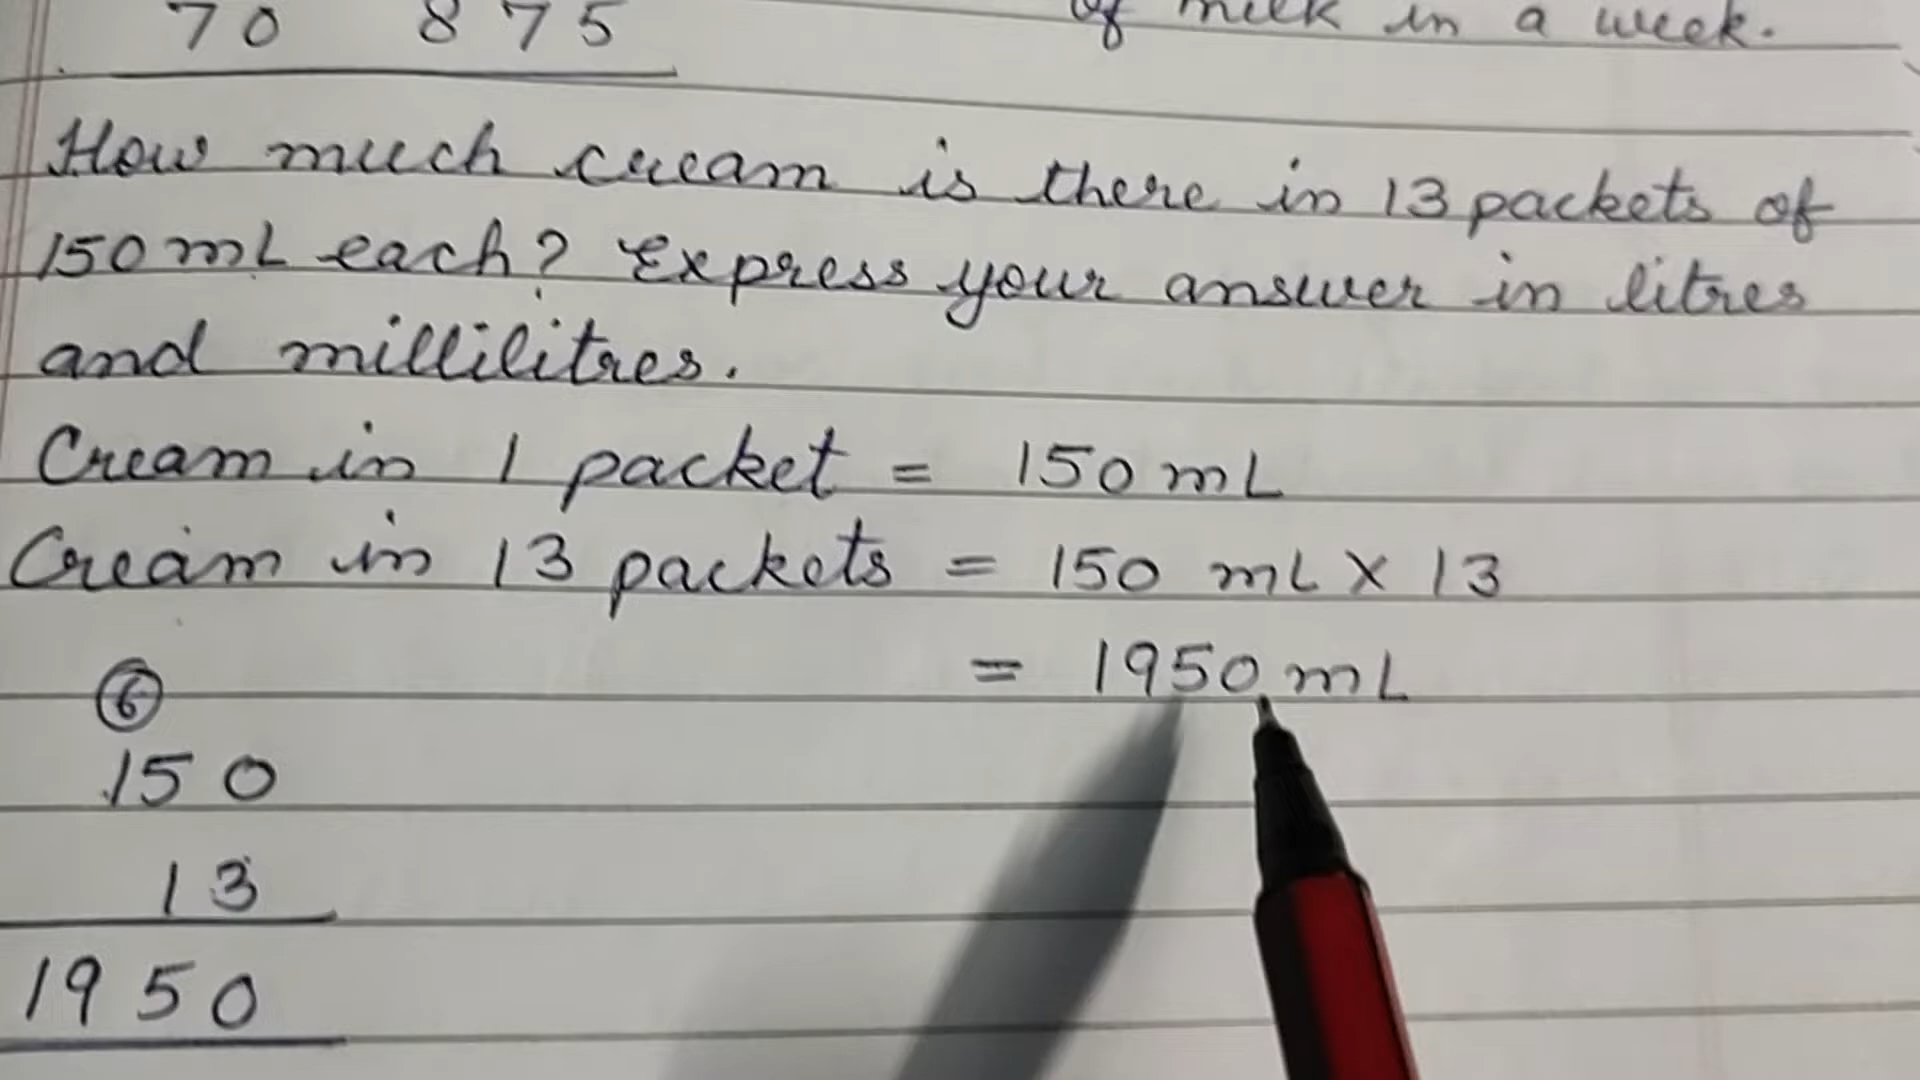 70 875
of milk in a week.
How much cream is there in 13 packets of
150 mL each? Express your answer in litres
and millilitres.
Cream in 1 packet = 150 mL
Cream in 13 packets = 150 mL X 13
= 1950 mL
6
150
13
1950